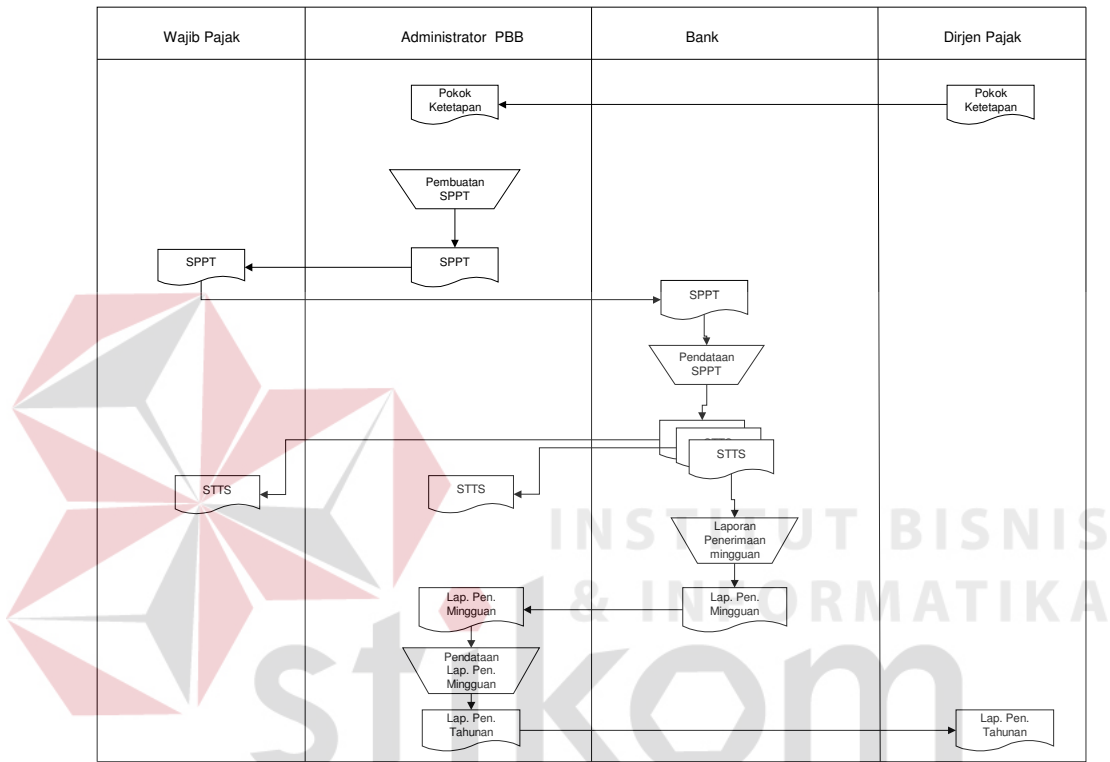 Wajib Pajak
Administrator PBB
Bank
Dirjen Pajak
Pokok
Ketetapan
Pokok
Ketetapan
Pembuatan
SPPT
SPPT
SPPT
SPPT
Pendataan
SPPT
STTS
STTS
STTS
STTS
Laporan
Penerimaan
mingguan
INSTITUT BISNIS
& INFORMATIKA
stikom
Lap. Pen.
Mingguan
Lap. Pen.
Mingguan
Pendataan
Lap. Pen.
Mingguan
Lap. Pen.
Tahunan
Lap. Pen.
Tahunan